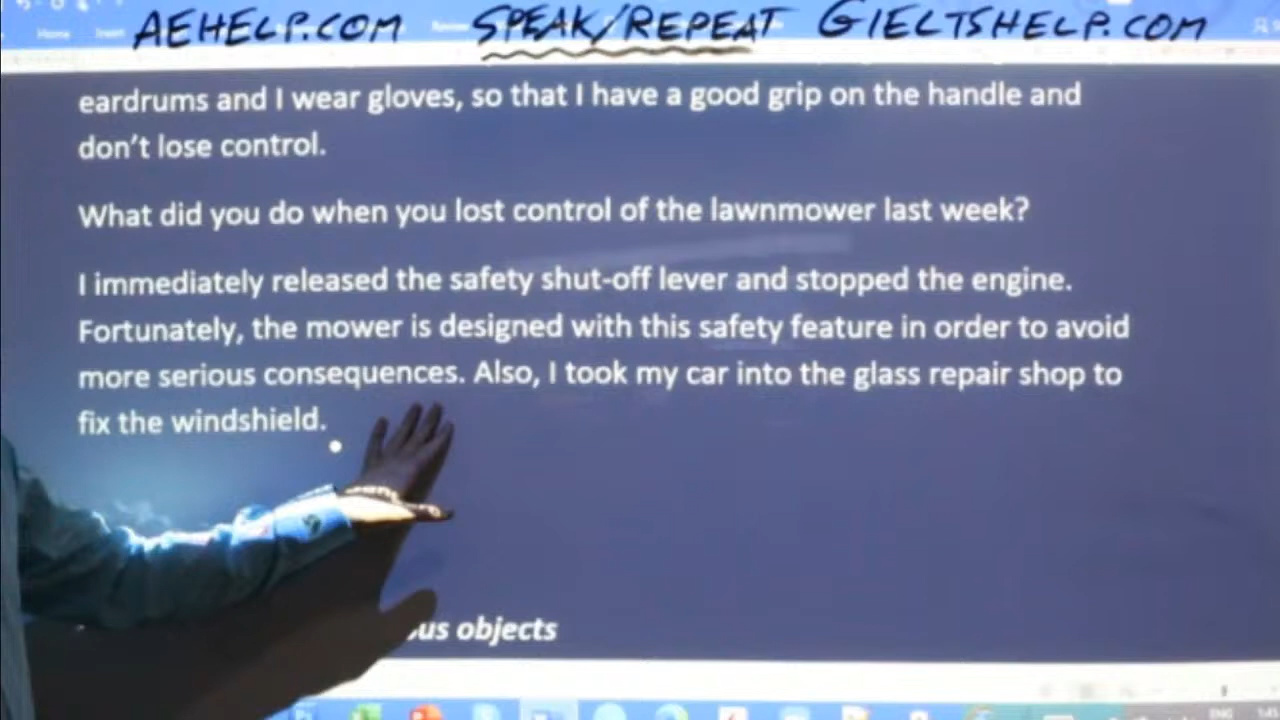 AEHELP.COM SPEAK/REPEAT GIELTSHELP.COM
Home Insert Review
eardrums and I wear gloves, so that I have a good grip on the handle and
don't lose control.
What did you do when you lost control of the lawnmower last week?
I immediately released the safety shut-off lever and stopped the engine.
Fortunately, the mower is designed with this safety feature in order to avoid
more serious consequences. Also, I took my car into the glass repair shop to
fix the windshield.
objects
ENG